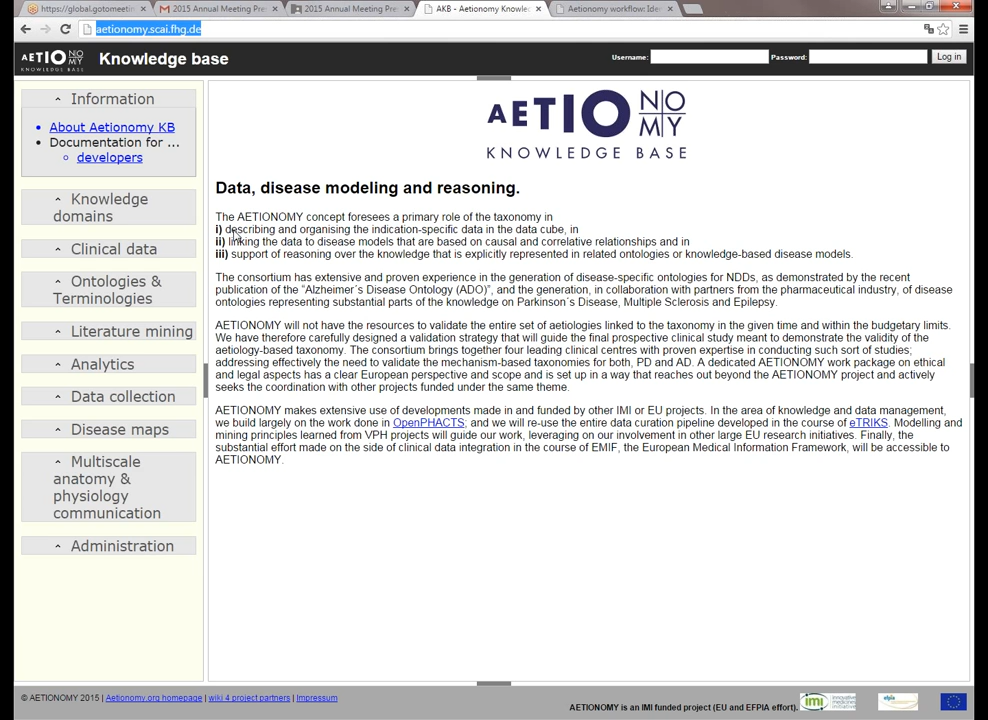 https://global.gotomeetin
2015 Annual Meeting Pre
2015 Annual Meeting Pres
AKB - Aetionomy Knowle
Aetionomy workflow: Ide
aetionomy.scai.fhg.de
AETIONOMY KNOWLEDGE BASE
Knowledge base
Username:
Password:
Log in
Information
About Aetionomy KB
Documentation for ...
developers
Knowledge
domains
Clinical data
Ontologies &
Terminologies
Literature mining
Analytics
Data collection
Disease maps
Multiscale
anatomy &
physiology
communication
Administration
AETIONOMY
KNOWLEDGE BASE
Data, disease modeling and reasoning.
The AETIONOMY concept foresees a primary role of the taxonomy in
i) describing and organising the indication-specific data in the data cube, in
ii) linking the data to disease models that are based on causal and correlative relationships and in
iii) support of reasoning over the knowledge that is explicitly represented in related ontologies or knowledge-based disease models.
The consortium has extensive and proven experience in the generation of disease-specific ontologies for NDDs, as demonstrated by the recent
publication of the "Alzheimer´s Disease Ontology (ADO)", and the generation, in collaboration with partners from the pharmaceutical industry, of disease
ontologies representing substantial parts of the knowledge on Parkinson´s Disease, Multiple Sclerosis and Epilepsy.
AETIONOMY will not have the resources to validate the entire set of aetiologies linked to the taxonomy in the given time and within the budgetary limits.
We have therefore carefully designed a validation strategy that will guide the final prospective clinical study meant to demonstrate the validity of the
aetiology-based taxonomy. The consortium brings together four leading clinical centres with proven expertise in conducting such sort of studies;
addressing effectively the need to validate the mechanism-based taxonomies for both, PD and AD. A dedicated AETIONOMY work package on ethical
and legal aspects has a clear European perspective and scope and is set up in a way that reaches out beyond the AETIONOMY project and actively
seeks the coordination with other projects funded under the same theme.
AETIONOMY makes extensive use of developments made in and funded by other IMI or EU projects. In the area of knowledge and data management,
we build largely on the work done in OpenPHACTS; and we will re-use the entire data curation pipeline developed in the course of eTRIKS. Modelling and
mining principles learned from VPH projects will guide our work, leveraging on our involvement in other large EU research initiatives. Finally, the
substantial effort made on the side of clinical data integration in the course of EMIF, the European Medical Information Framework, will be accessible to
AETIONOMY.
© AETIONOMY 2015 | Aetionomy.org homepage | wiki 4 project partners | Impressum
AETIONOMY is an IMI funded project (EU and EFPIA effort).
imi
efpia